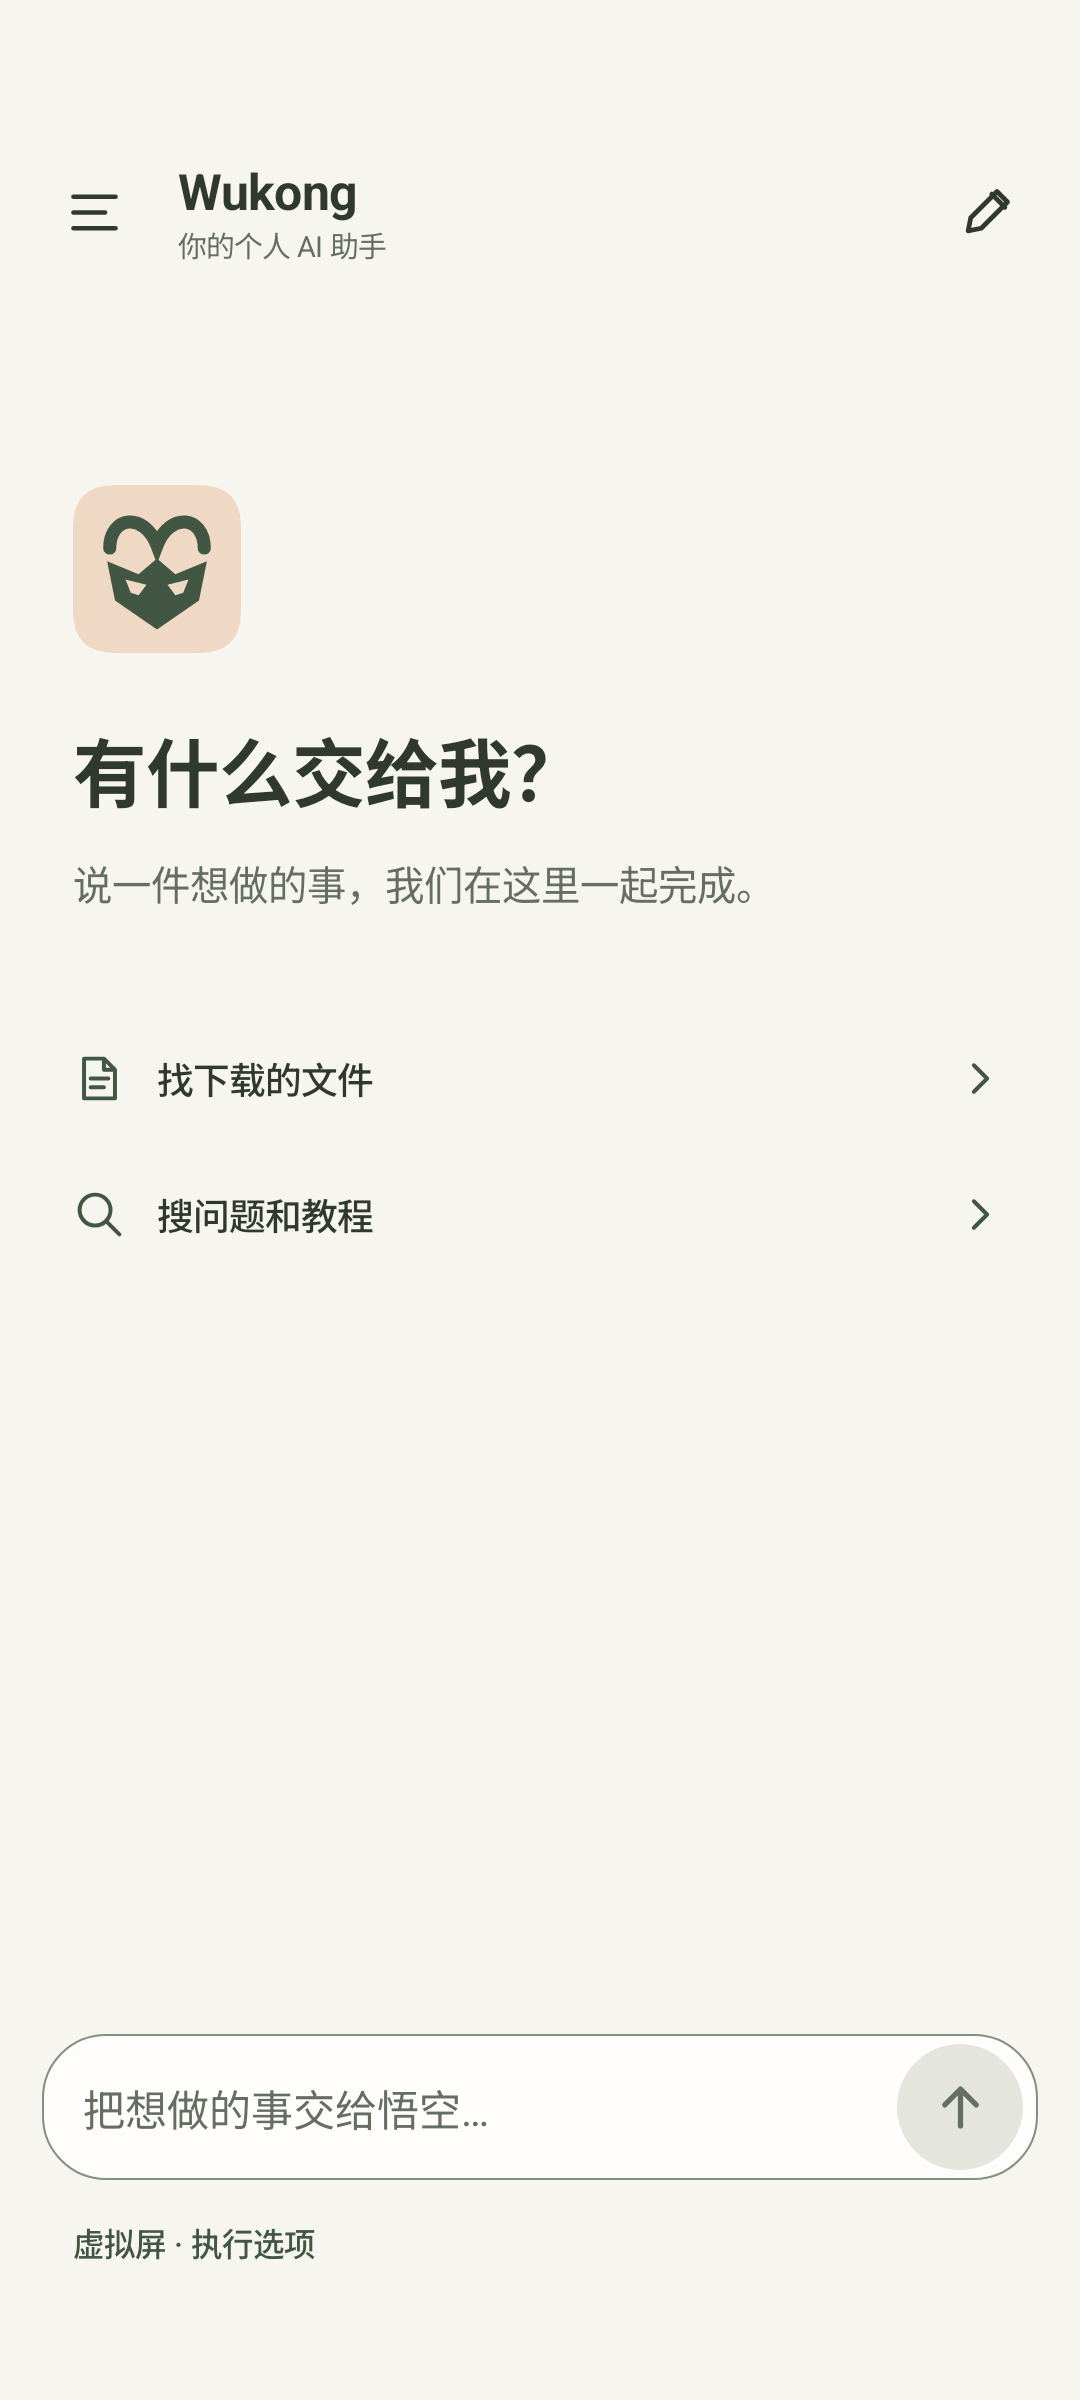 Wukong
你的个人 AI 助手
有什么交给我？
说一件想做的事，我们在这里一起完成。
找下载的文件
搜问题和教程
把想做的事交给悟空…
虚拟屏 · 执行选项